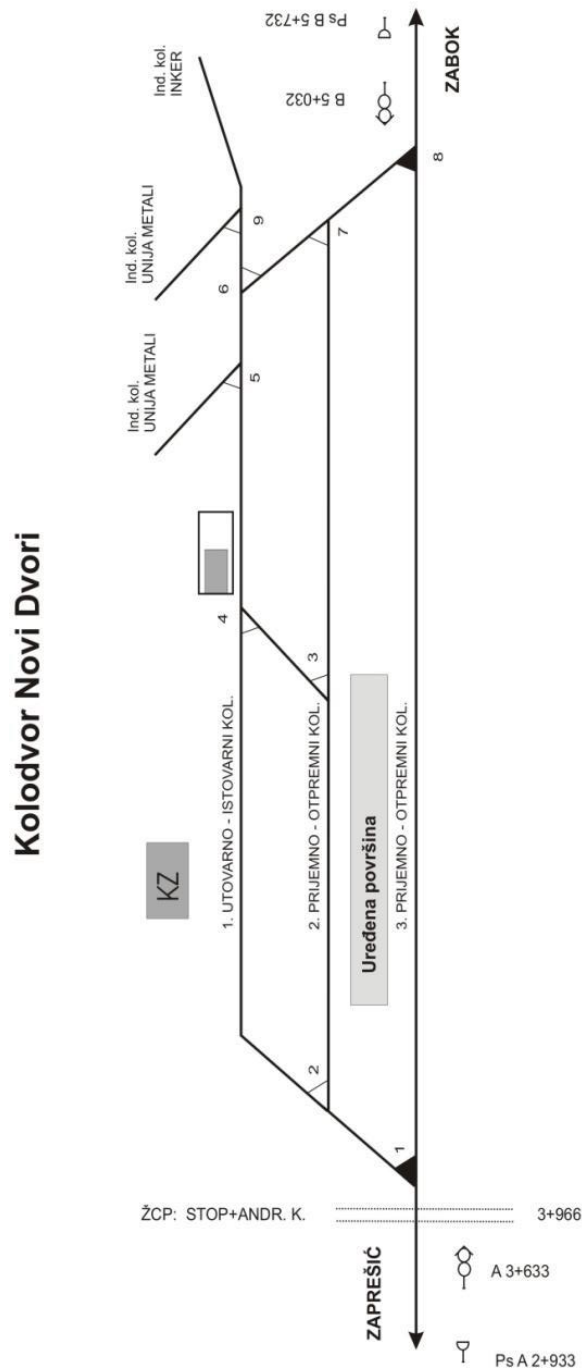 Kolodvor Novi Dvori
Ind. kol.
UNIJA METALI
Ind. kol.
UNIJA METALI
Ind. kol.
INKER
KZ
1. UTOVARNO - ISTOVARNI KOL.
4
5
6
9
2
2. PRIJEMNO - OTPREMNI KOL.
3
7
Uređena površina
1
3. PRIJEMNO - OTPREMNI KOL.
8
B 5+032
Ps B 5+732
ZABOK
ŽCP: STOP+ANDR. K.
3+966
ZAPREŠIĆ
A 3+633
Ps A 2+933